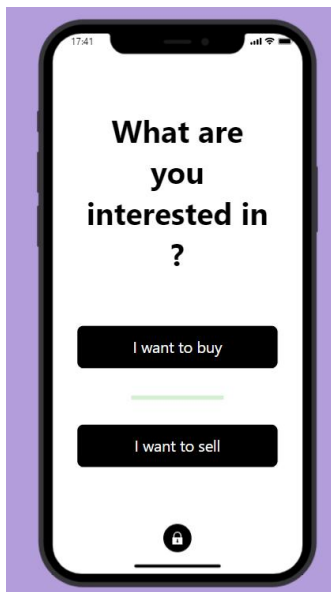 17:41
What are
you
interested in
?
I want to buy
I want to sell